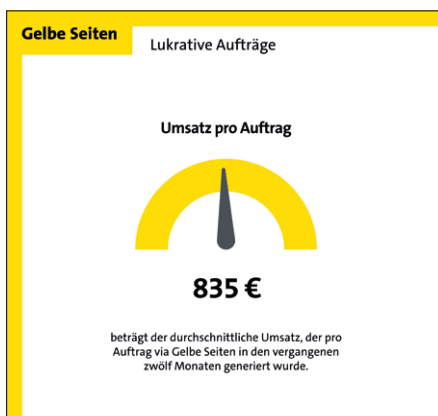 Gelbe Seiten
Lukrative Aufträge
Umsatz pro Auftrag
835 €
beträgt der durchschnittliche Umsatz, der pro
Auftrag via Gelbe Seiten in den vergangenen
zwölf Monaten generiert wurde.